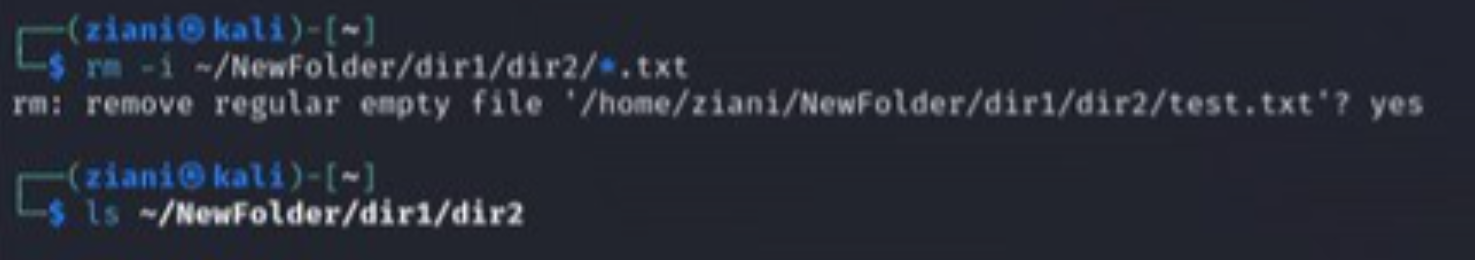 ┌──(ziani㉿kali)-[~]
└─$ rm -i ~/NewFolder/dir1/dir2/*.txt
rm: remove regular empty file '/home/ziani/NewFolder/dir1/dir2/test.txt'? yes
┌──(ziani㉿kali)-[~]
└─$ ls ~/NewFolder/dir1/dir2